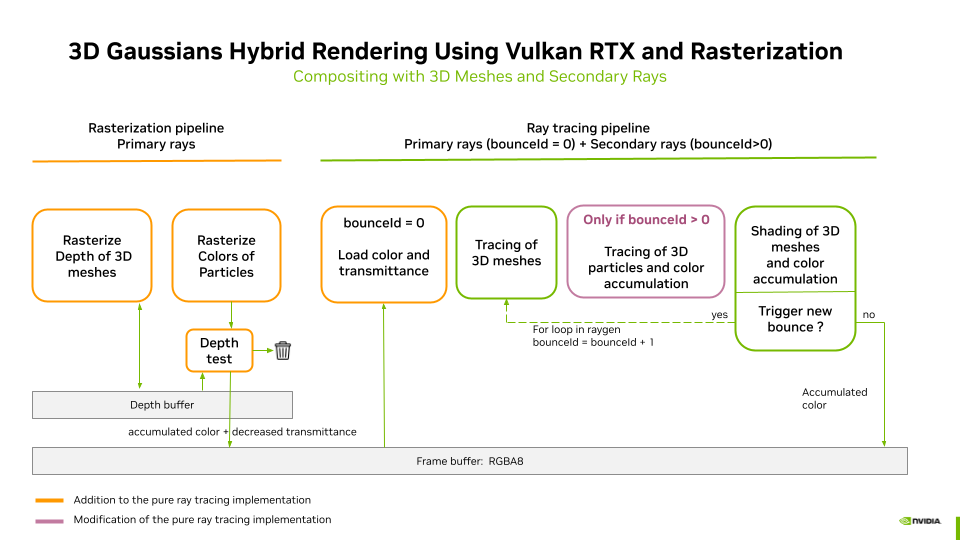 3D Gaussians Hybrid Rendering Using Vulkan RTX and Rasterization
Compositing with 3D Meshes and Secondary Rays
Rasterization pipeline
Primary rays
Ray tracing pipeline
Primary rays (bounceId = 0) + Secondary rays (bounceId>0)
Rasterize
Depth of 3D
meshes
Rasterize
Colors of
Particles
bounceId = 0
Load color and
transmittance
Tracing of
3D meshes
Only if bounceId > 0
Tracing of 3D
particles and color
accumulation
Shading of 3D
meshes
and color
accumulation
Trigger new
bounce ?
yes
no
For loop in raygen
bounceId = bounceId + 1
Depth
test
Accumulated
color
Depth buffer
accumulated color + decreased transmittance
Frame buffer: RGBA8
Addition to the pure ray tracing implementation
Modification of the pure ray tracing implementation
NVIDIA.